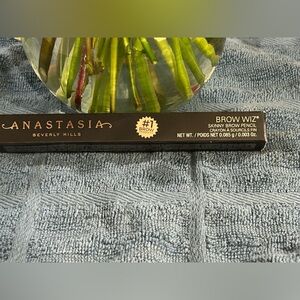 ANASTASIA
BEVERLY HILLS
#1
BROW WIZ®
SKINNY BROW PENCIL
CRAYON À SOURCILS FIN
NET WT. / POIDS NET 0.085 g / 0.003 Oz.